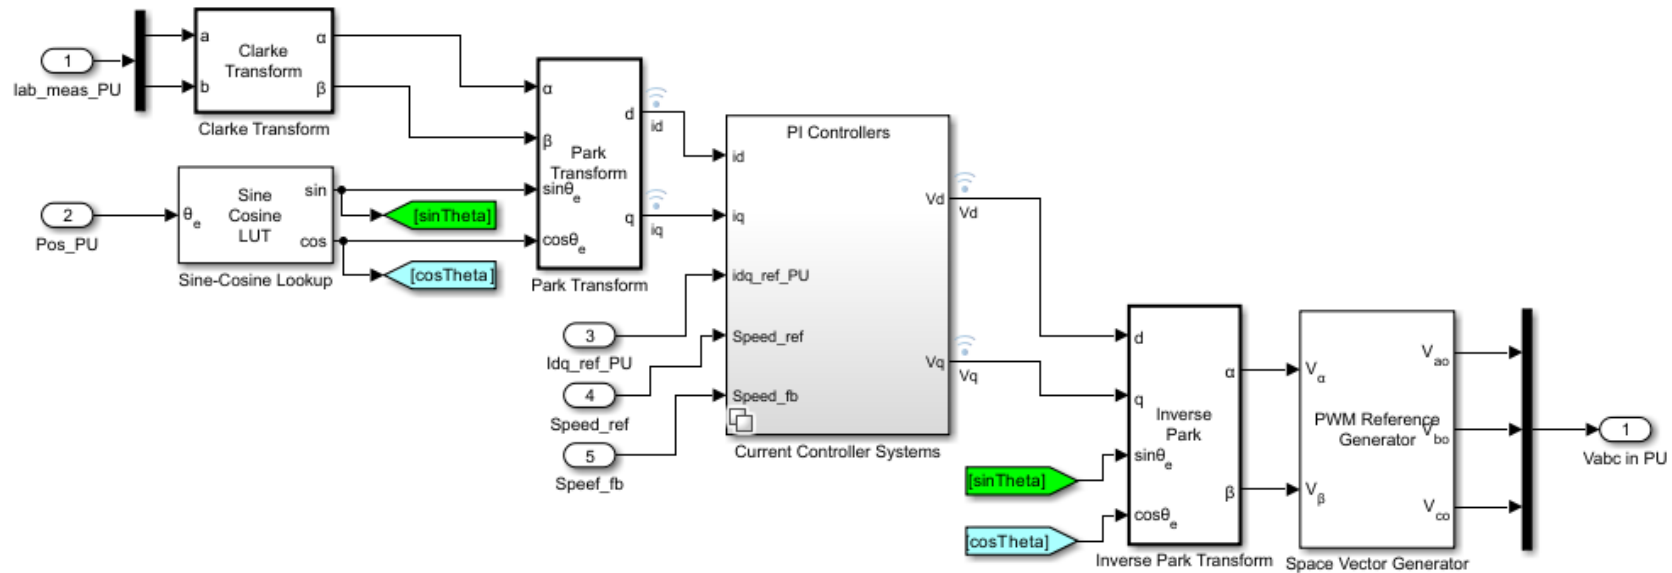 1
Iab_meas_PU
a
b
Clarke
Transform
α
β
Clarke Transform
2
Pos_PU
θe
Sine
Cosine
LUT
sin
cos
Sine-Cosine Lookup
[sinTheta]
[cosTheta]
α
β
sinθe
cosθe
Park
Transform
d
q
Park Transform
id
iq
3
Idq_ref_PU
4
Speed_ref
5
Speef_fb
PI Controllers
id
iq
idq_ref_PU
Speed_ref
Speed_fb
Vd
Vq
Current Controller Systems
Vd
Vq
[sinTheta]
[cosTheta]
d
q
sinθe
cosθe
Inverse
Park
α
β
Inverse Park Transform
Vα
Vβ
PWM Reference
Generator
Vao
Vbo
Vco
Space Vector Generator
1
Vabc in PU